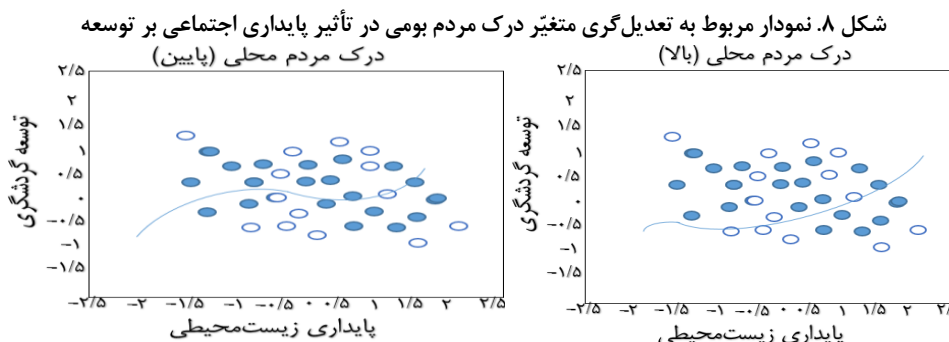 شکل ۸. نمودار مربوط به تعدیل‌گری متغیّر درک مردم بومی در تأثیر پایداری اجتماعی بر توسعه
درک مردم محلی (بالا)
۲/۵
۲
۱/۵
۱
۰/۵
۰
−۰/۵
−۱
−۱/۵
توسعه گردشگری
−۲/۵ −۲ −۱/۵ −۱ −۰/۵ ۰ ۰/۵ ۱ ۱/۵ ۲
پایداری زیست‌محیطی
درک مردم محلی (پایین)
۲/۵
۲
۱/۵
۱
۰/۵
۰
−۰/۵
−۱
−۱/۵
توسعه گردشگری
−۲/۵ −۲ −۱/۵ −۱ −۰/۵ ۰ ۰/۵ ۱ ۱/۵ ۲ ۲/۵
پایداری زیست‌محیطی